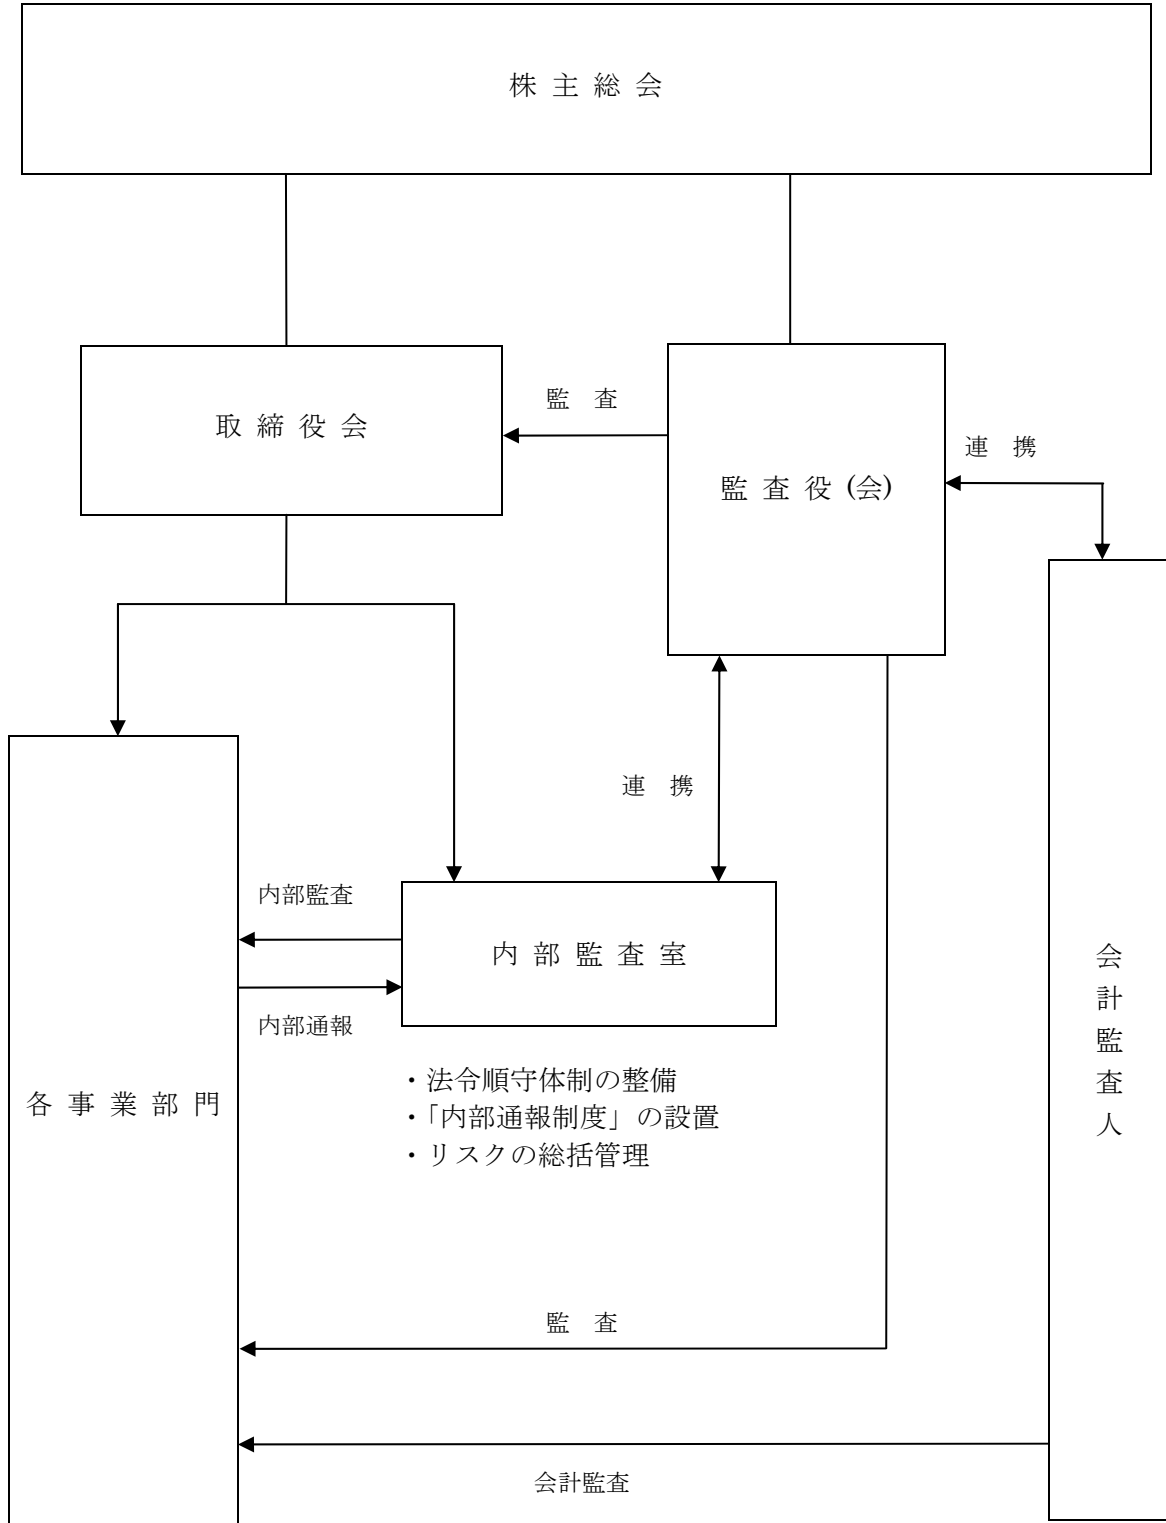 株 主 総 会
監　査
取 締 役 会
連　携
監 査 役 (会)
連　携
内部監査
内 部 監 査 室
内部通報
・法令順守体制の整備
・「内部通報制度」の設置
・リスクの総括管理
各 事 業 部 門
会計監査人
監　査
会計監査